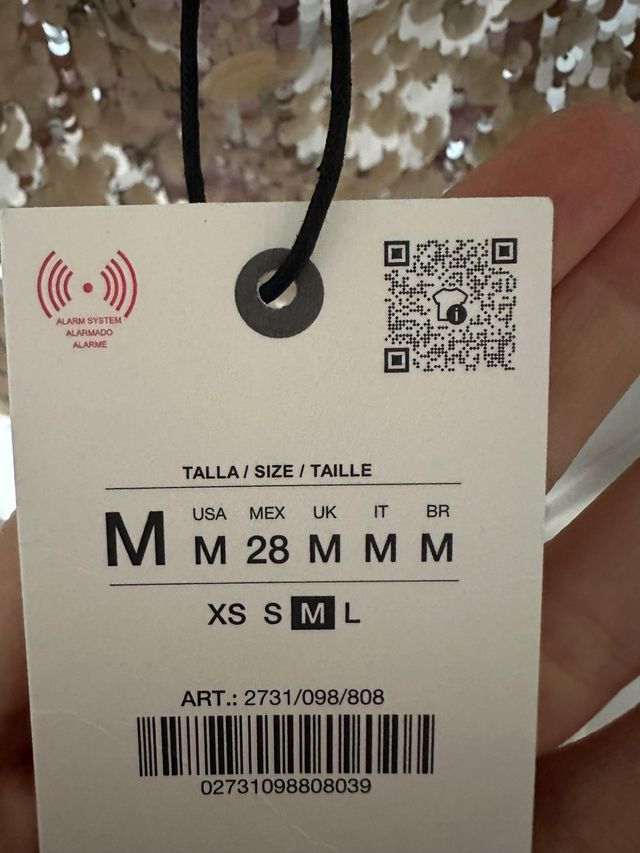 ALARM SYSTEM
ALARMADO
ALARME
i
TALLA / SIZE / TAILLE
USA MEX UK IT BR
M M 28 M M M
XS S M L
ART.: 2731/098/808
02731098808039